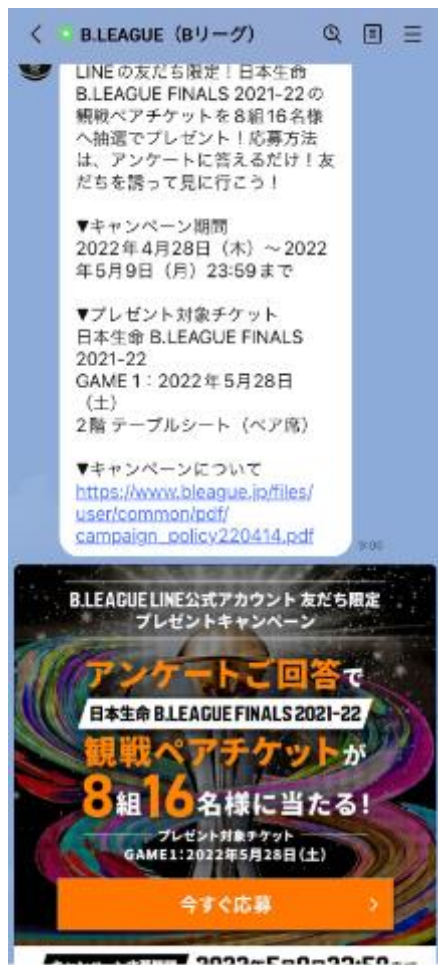 B.LEAGUE（Bリーグ）
LINEの友だち限定！日本生命
B.LEAGUE FINALS 2021-22の
観戦ペアチケットを8組16名様
へ抽選でプレゼント！応募方法
は、アンケートに答えるだけ！友
だちを誘って見に行こう！
▼キャンペーン期間
2022年4月28日（木）～2022
年5月9日（月）23:59まで
▼プレゼント対象チケット
日本生命 B.LEAGUE FINALS
2021-22
GAME 1：2022年5月28日
（土）
2階 テーブルシート（ペア席）
▼キャンペーンについて
https://www.bleague.jp/files/
user/common/pdf/
campaign_policy220414.pdf
9:00
B.LEAGUE LINE公式アカウント 友だち限定
プレゼントキャンペーン
アンケートご回答で
日本生命 B.LEAGUE FINALS 2021-22
観戦ペアチケットが
8組16名様に当たる!
プレゼント対象チケット
GAME1:2022年5月28日(土)
今すぐ応募